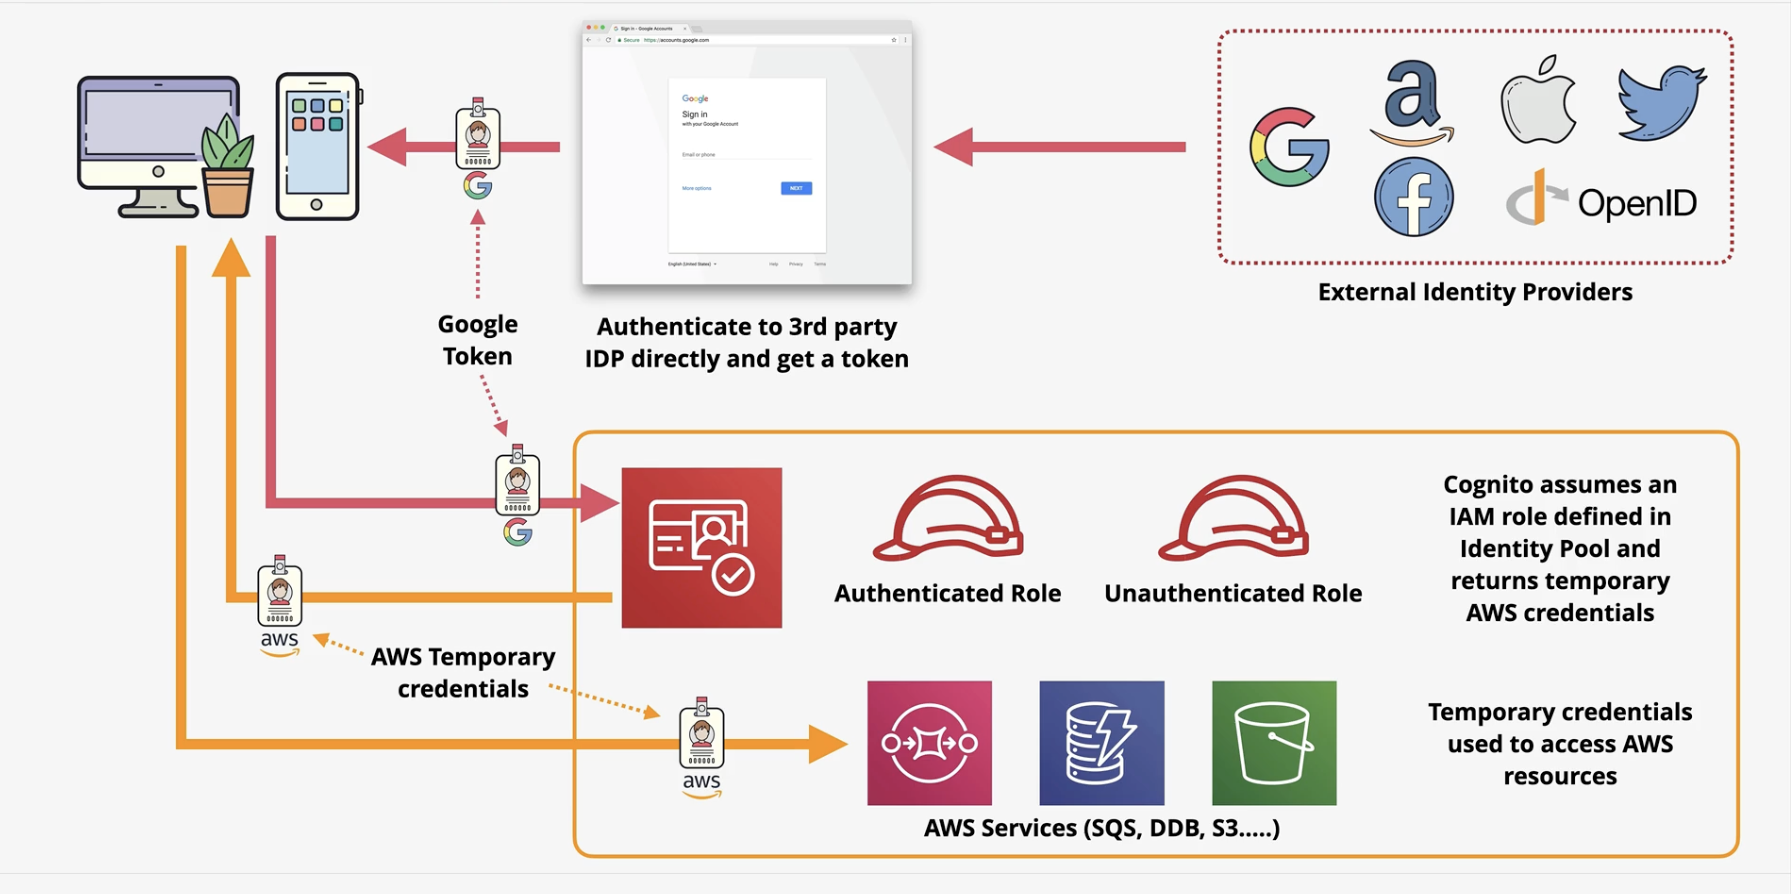 Sign in - Google Accounts
Secure https://accounts.google.com
Google
Sign in
with your Google Account
Email or phone
More options
NEXT
English (United States)
Help Privacy Terms
a
f
OpenID
External Identity Providers
Authenticate to 3rd party
IDP directly and get a token
Google
Token
Authenticated Role
Unauthenticated Role
Cognito assumes an
IAM role defined in
Identity Pool and
returns temporary
AWS credentials
aws
AWS Temporary
credentials
aws
Temporary credentials
used to access AWS
resources
AWS Services (SQS, DDB, S3.....)